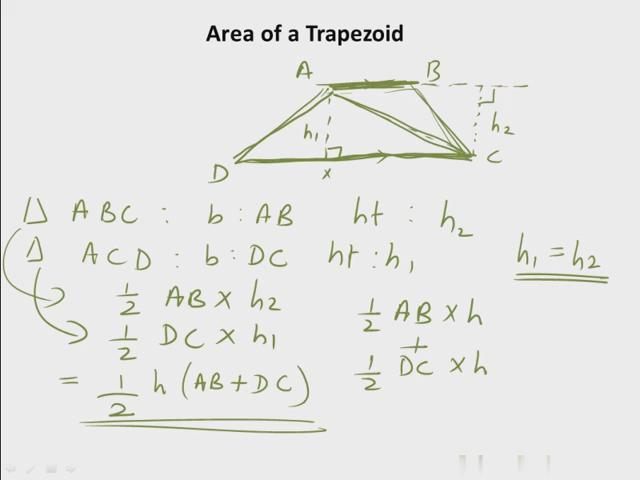 Area of a Trapezoid
A B
h₁ h₂
D x C
△ ABC : b : AB ht : h₂
△ ACD : b : DC ht : h₁ h₁ = h₂
1/2 AB × h₂ 1/2 AB × h
+
1/2 DC × h₁ 1/2 DC × h
= 1/2 h (AB + DC)